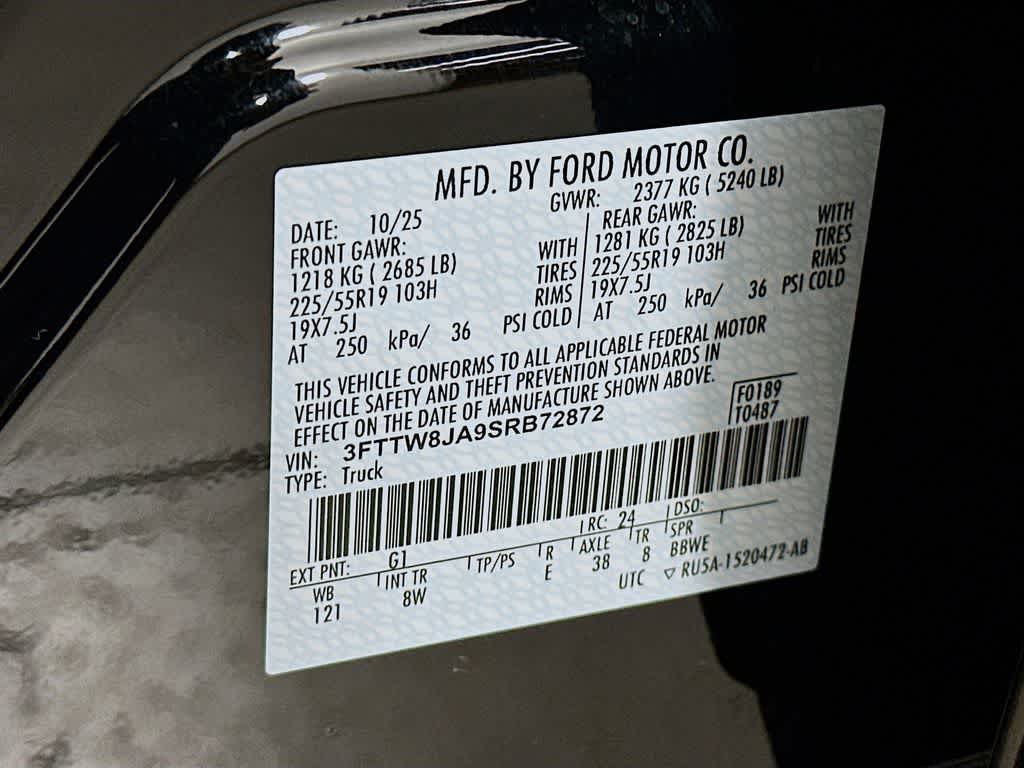 MFD. BY FORD MOTOR CO.
DATE: 10/25 GVWR: 2377 KG ( 5240 LB)
FRONT GAWR: REAR GAWR:
1218 KG ( 2685 LB) WITH 1281 KG ( 2825 LB) WITH
225/55R19 103H TIRES 225/55R19 103H TIRES
19X7.5J RIMS 19X7.5J RIMS
AT 250 kPa/ 36 PSI COLD AT 250 kPa/ 36 PSI COLD
THIS VEHICLE CONFORMS TO ALL APPLICABLE FEDERAL MOTOR
VEHICLE SAFETY AND THEFT PREVENTION STANDARDS IN
EFFECT ON THE DATE OF MANUFACTURE SHOWN ABOVE.
VIN: 3FTTW8JA9SRB72872 F0189
TYPE: Truck T0487
EXT PNT: G1 RC: 24 DSO:
WB INT TR TP/PS R AXLE TR SPR
121 8W E 38 8 BBWE
UTC ▽ RU5A-1520472-AB